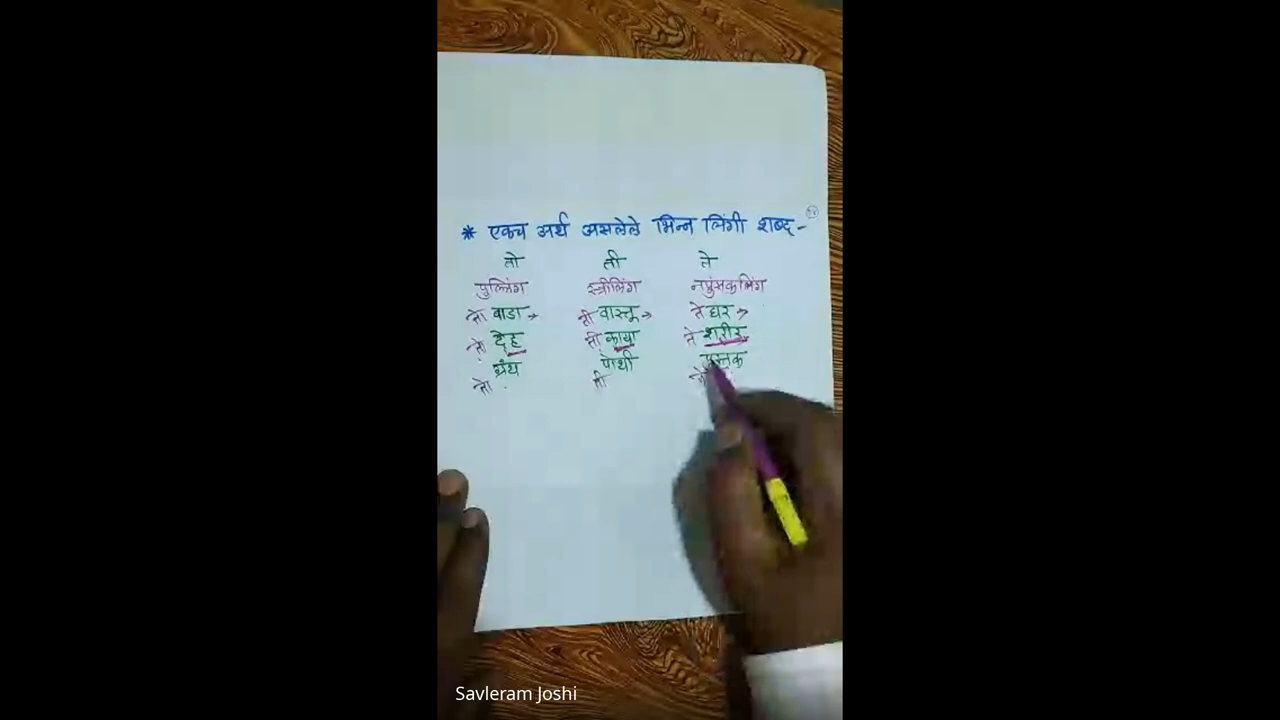 * एकच अर्थ असलेले भिन्न लिंगी शब्द -
तो ती ते
पुल्लिंग स्त्रीलिंग नपुंसकलिंग
तो वाडा → ती वास्तू → ते घर →
तो देह ती काया ते शरीर
ग्रंथ पोथी पुस्तक
तो ती ते
Savleram Joshi